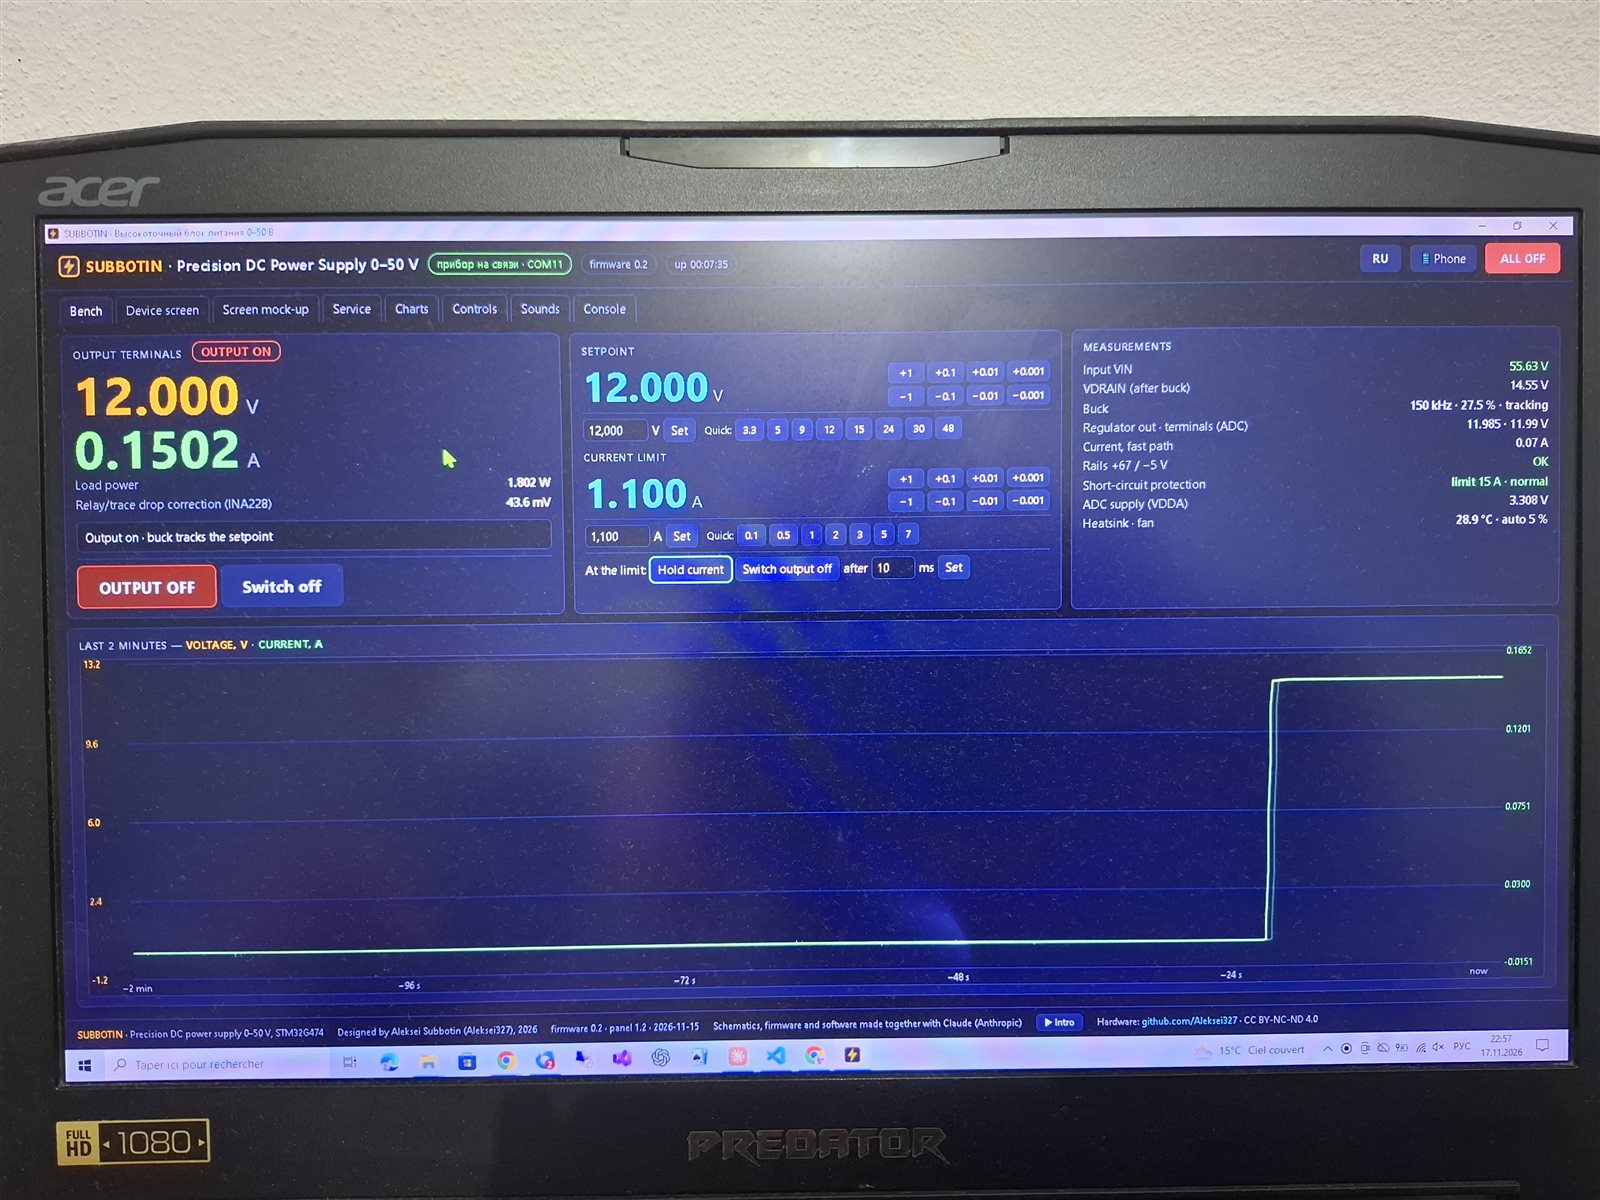 acer
SUBBOTIN · Высокоточный блок питания 0–50 В
SUBBOTIN · Precision DC Power Supply 0–50 V
прибор на связи · COM11
firmware 0.2
up 00:07:35
RU
Phone
ALL OFF
Bench
Device screen
Screen mock-up
Service
Charts
Controls
Sounds
Console
OUTPUT TERMINALS
OUTPUT ON
12.000 V
0.1502 A
Load power 1.802 W
Relay/trace drop correction (INA228) 43.6 mV
Output on · buck tracks the setpoint
OUTPUT OFF
Switch off
SETPOINT
12.000 V
+1 +0.1 +0.01 +0.001
−1 −0.1 −0.01 −0.001
12,000 V Set Quick: 3.3 5 9 12 15 24 30 48
CURRENT LIMIT
1.100 A
+1 +0.1 +0.01 +0.001
−1 −0.1 −0.01 −0.001
1,100 A Set Quick: 0.1 0.5 1 2 3 5 7
At the limit: Hold current Switch output off after 10 ms Set
MEASUREMENTS
Input VIN 55.63 V
VDRAIN (after buck) 14.55 V
Buck 150 kHz · 27.5 % · tracking
Regulator out · terminals (ADC) 11.985 · 11.99 V
Current, fast path 0.07 A
Rails +67 / −5 V OK
Short-circuit protection limit 15 A · normal
ADC supply (VDDA) 3.308 V
Heatsink · fan 28.9 °C · auto 5 %
LAST 2 MINUTES — VOLTAGE, V · CURRENT, A
13.2
9.6
6.0
2.4
-1.2
0.1652
0.1201
0.0751
0.0300
-0.0151
−2 min
−96 s
−72 s
−48 s
−24 s
now
SUBBOTIN · Precision DC power supply 0–50 V, STM32G474
Designed by Aleksei Subbotin (Aleksei327), 2026
firmware 0.2 · panel 1.2 · 2026-11-15
Schematics, firmware and software made together with Claude (Anthropic)
Intro
Hardware: github.com/Aleksei327 · CC BY-NC-ND 4.0
Taper ici pour rechercher
15°C Ciel couvert
РУС
22:57
17.11.2026
FULL HD 1080
PREDATOR